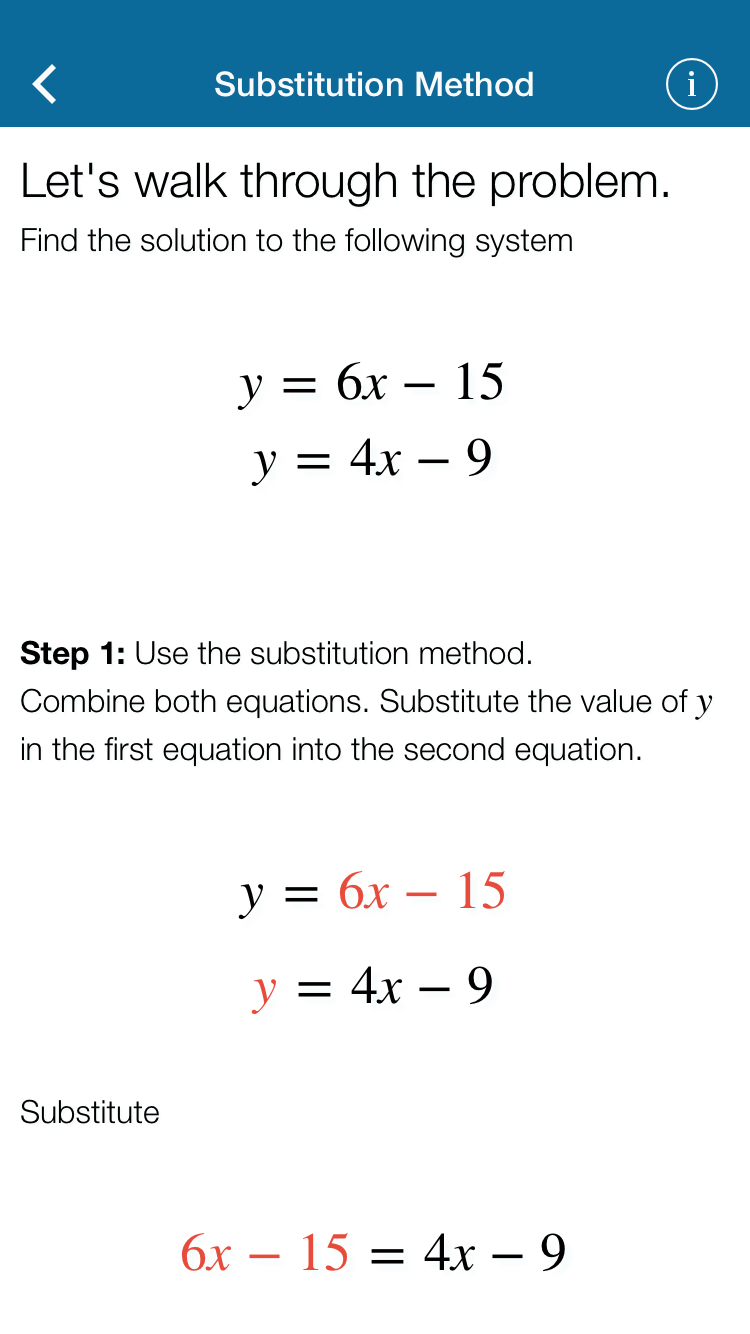 Substitution Method
i
Let's walk through the problem.
Find the solution to the following system
y = 6x − 15
y = 4x − 9
Step 1: Use the substitution method.
Combine both equations. Substitute the value of y
in the first equation into the second equation.
y = 6x − 15
y = 4x − 9
Substitute
6x − 15 = 4x − 9